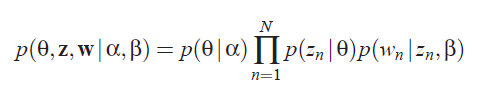 p(θ, z, w | α, β) = p(θ | α) ∏_{n=1}^{N} p(z_n | θ) p(w_n | z_n, β)